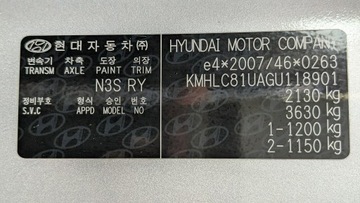 현대자동차㈜
변속기 차축 도장 의장
TRANSM AXLE PAINT TRIM
N3S RY
정비부호 형식 승인 번호
S.V.C APPD MODEL NO
HYUNDAI MOTOR COMPANY
e4*2007/46*0263
KMHLC81UAGU118901
2130 kg
3630 kg
1-1200 kg
2-1150 kg